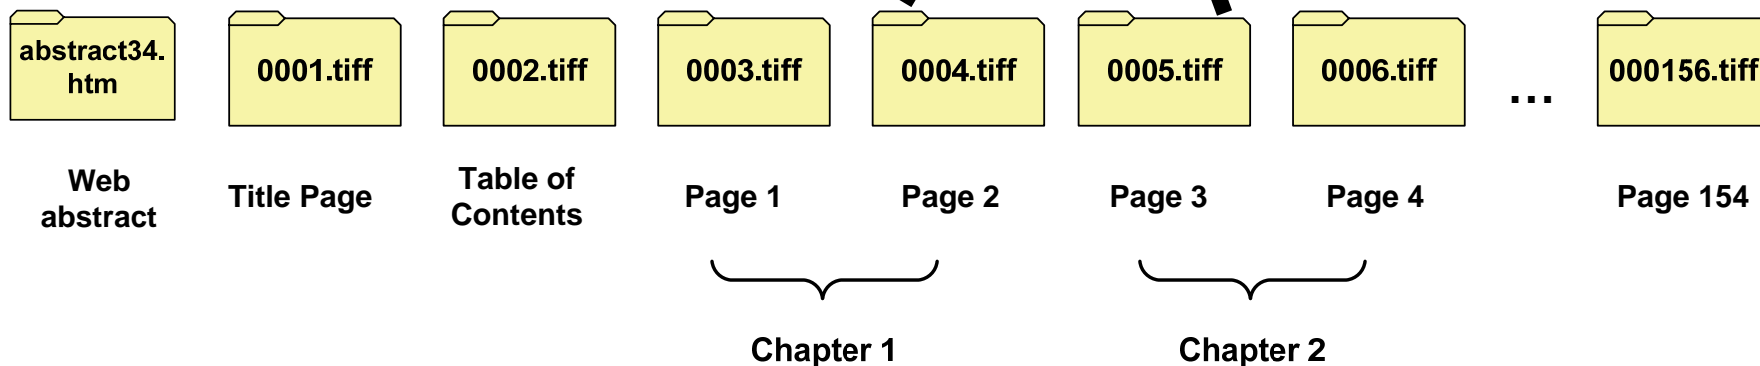 abstract34.
htm
0001.tiff
0002.tiff
0003.tiff
0004.tiff
0005.tiff
0006.tiff
...
000156.tiff
Web
abstract
Title Page
Table of
Contents
Page 1
Page 2
Page 3
Page 4
Page 154
Chapter 1
Chapter 2